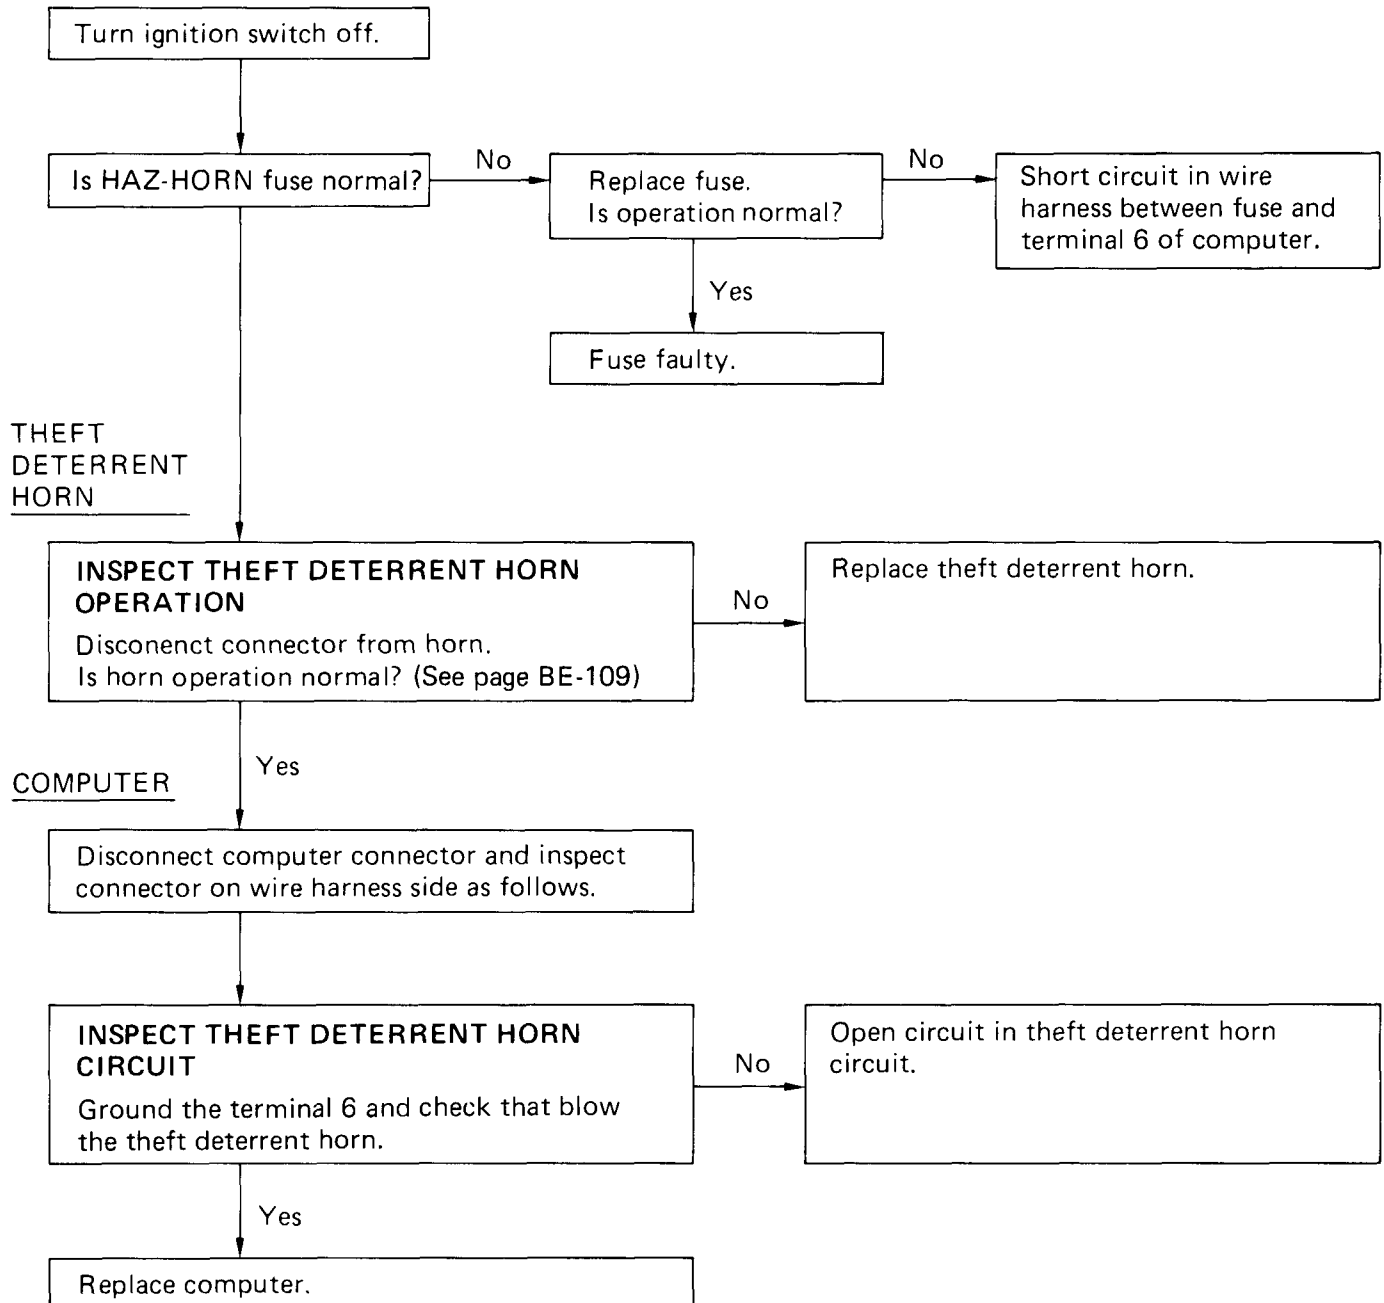 Turn ignition switch off.
Is HAZ-HORN fuse normal?
No
Replace fuse.
Is operation normal?
No
Short circuit in wire
harness between fuse and
terminal 6 of computer.
Yes
Fuse faulty.
THEFT
DETERRENT
HORN
INSPECT THEFT DETERRENT HORN
OPERATION
Disconenct connector from horn.
Is horn operation normal? (See page BE-109)
No
Replace theft deterrent horn.
Yes
COMPUTER
Disconnect computer connector and inspect
connector on wire harness side as follows.
INSPECT THEFT DETERRENT HORN
CIRCUIT
Ground the terminal 6 and check that blow
the theft deterrent horn.
No
Open circuit in theft deterrent horn
circuit.
Yes
Replace computer.